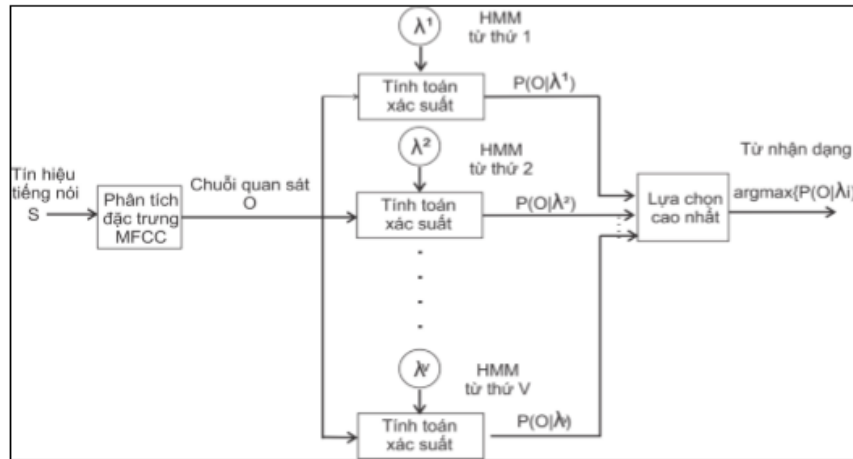 λ¹
HMM
từ thứ 1
Tính toán
xác suất
P(O|λ¹)
λ²
HMM
từ thứ 2
Tín hiệu
tiếng nói
S
Phân tích
đặc trưng
MFCC
Chuỗi quan sát
O
Tính toán
xác suất
P(O|λ²)
Lựa chọn
cao nhất
Từ nhận dạng
argmax{P(O|λi}
λv
HMM
từ thứ V
Tính toán
xác suất
P(O|λv)